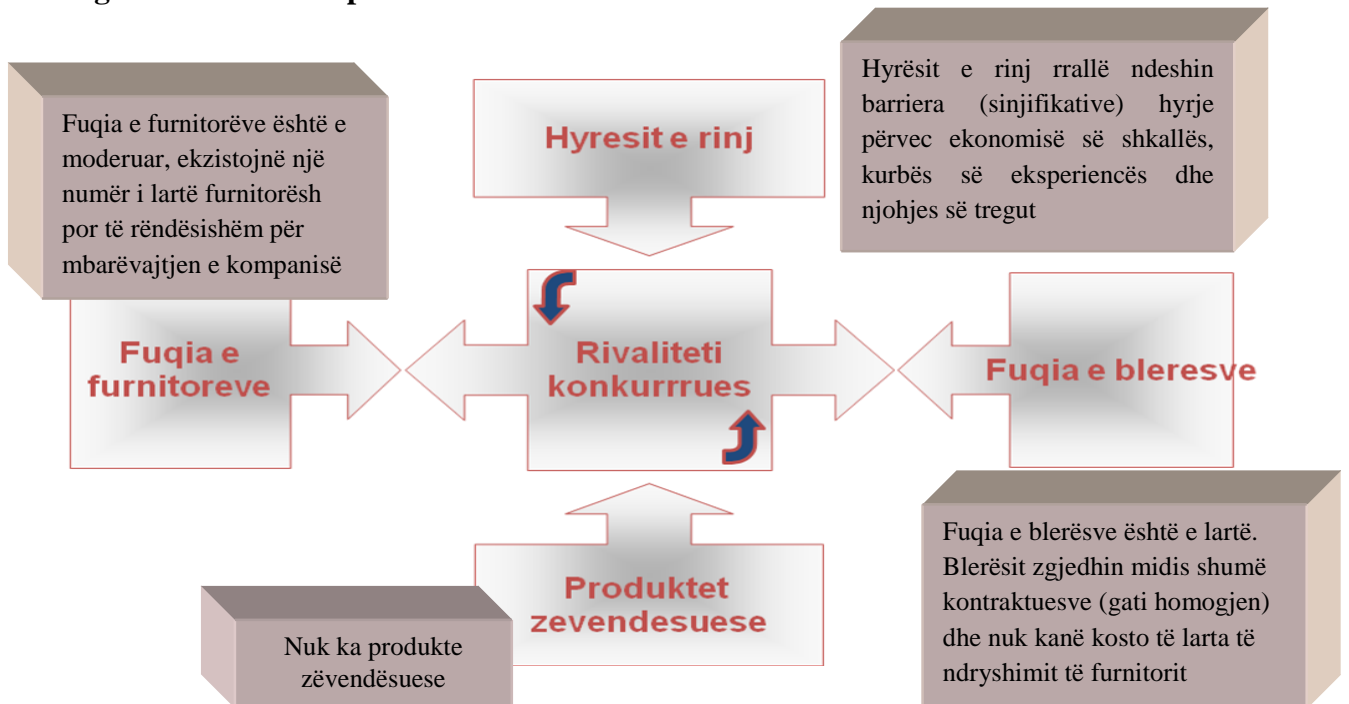 Fuqia e furnitorëve është e
moderuar, ekzistojnë një
numër i lartë furnitorësh
por të rëndësishëm për
mbarëvajtjen e kompanisë
Hyresit e rinj
Hyrësit e rinj rrallë ndeshin
barriera (sinjifikative) hyrje
përvec ekonomisë së shkallës,
kurbës së eksperiencës dhe
njohjes së tregut
Fuqia e
furnitoreve
Rivaliteti
konkurrrues
Fuqia e bleresve
Produktet
zevendesuese
Nuk ka produkte
zëvendësuese
Fuqia e blerësve është e lartë.
Blerësit zgjedhin midis shumë
kontraktuesve (gati homogjen)
dhe nuk kanë kosto të larta të
ndryshimit të furnitorit